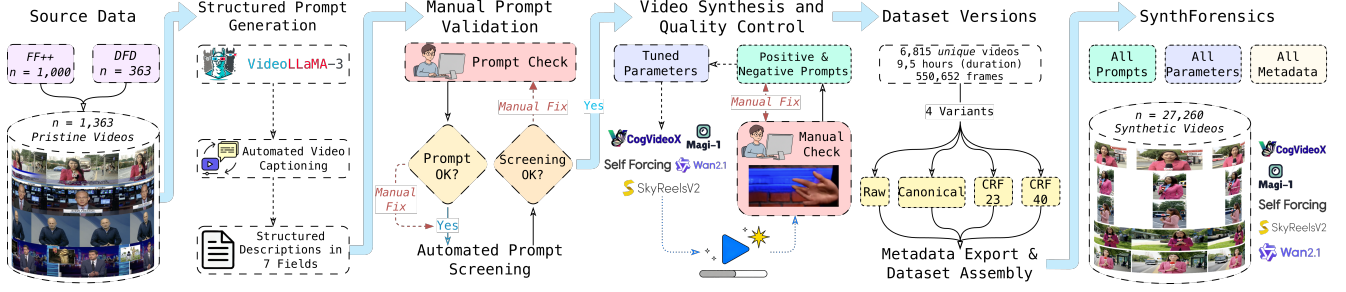 Source Data
FF++
n = 1,000
DFD
n = 363
n = 1,363
Pristine Videos
Structured Prompt
Generation
VideoLLaMA-3
Automated Video
Captioning
Structured
Descriptions in
7 Fields
Manual Prompt
Validation
Prompt Check
Manual Fix
Prompt
OK?
Screening
OK?
Manual
Fix
Yes
Automated Prompt
Screening
Yes
Video Synthesis and
Quality Control
Tuned
Parameters
Positive &
Negative Prompts
Manual Fix
CogVideoX
Magi-1
Self Forcing
Wan2.1
SkyReelsV2
Manual
Check
Dataset Versions
6,815 unique videos
9,5 hours (duration)
550,652 frames
4 Variants
Raw
Canonical
CRF
23
CRF
40
Metadata Export &
Dataset Assembly
SynthForensics
All
Prompts
All
Parameters
All
Metadata
n = 27,260
Synthetic Videos
CogVideoX
Magi-1
Self Forcing
SkyReelsV2
Wan2.1